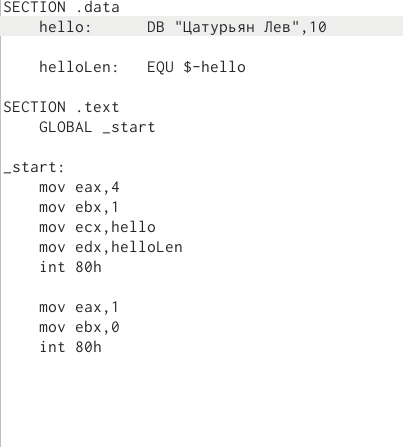 SECTION .data
    hello:      DB "Цатурьян Лев",10

    helloLen:   EQU $-hello

SECTION .text
    GLOBAL _start

_start:
    mov eax,4
    mov ebx,1
    mov ecx,hello
    mov edx,helloLen
    int 80h

    mov eax,1
    mov ebx,0
    int 80h